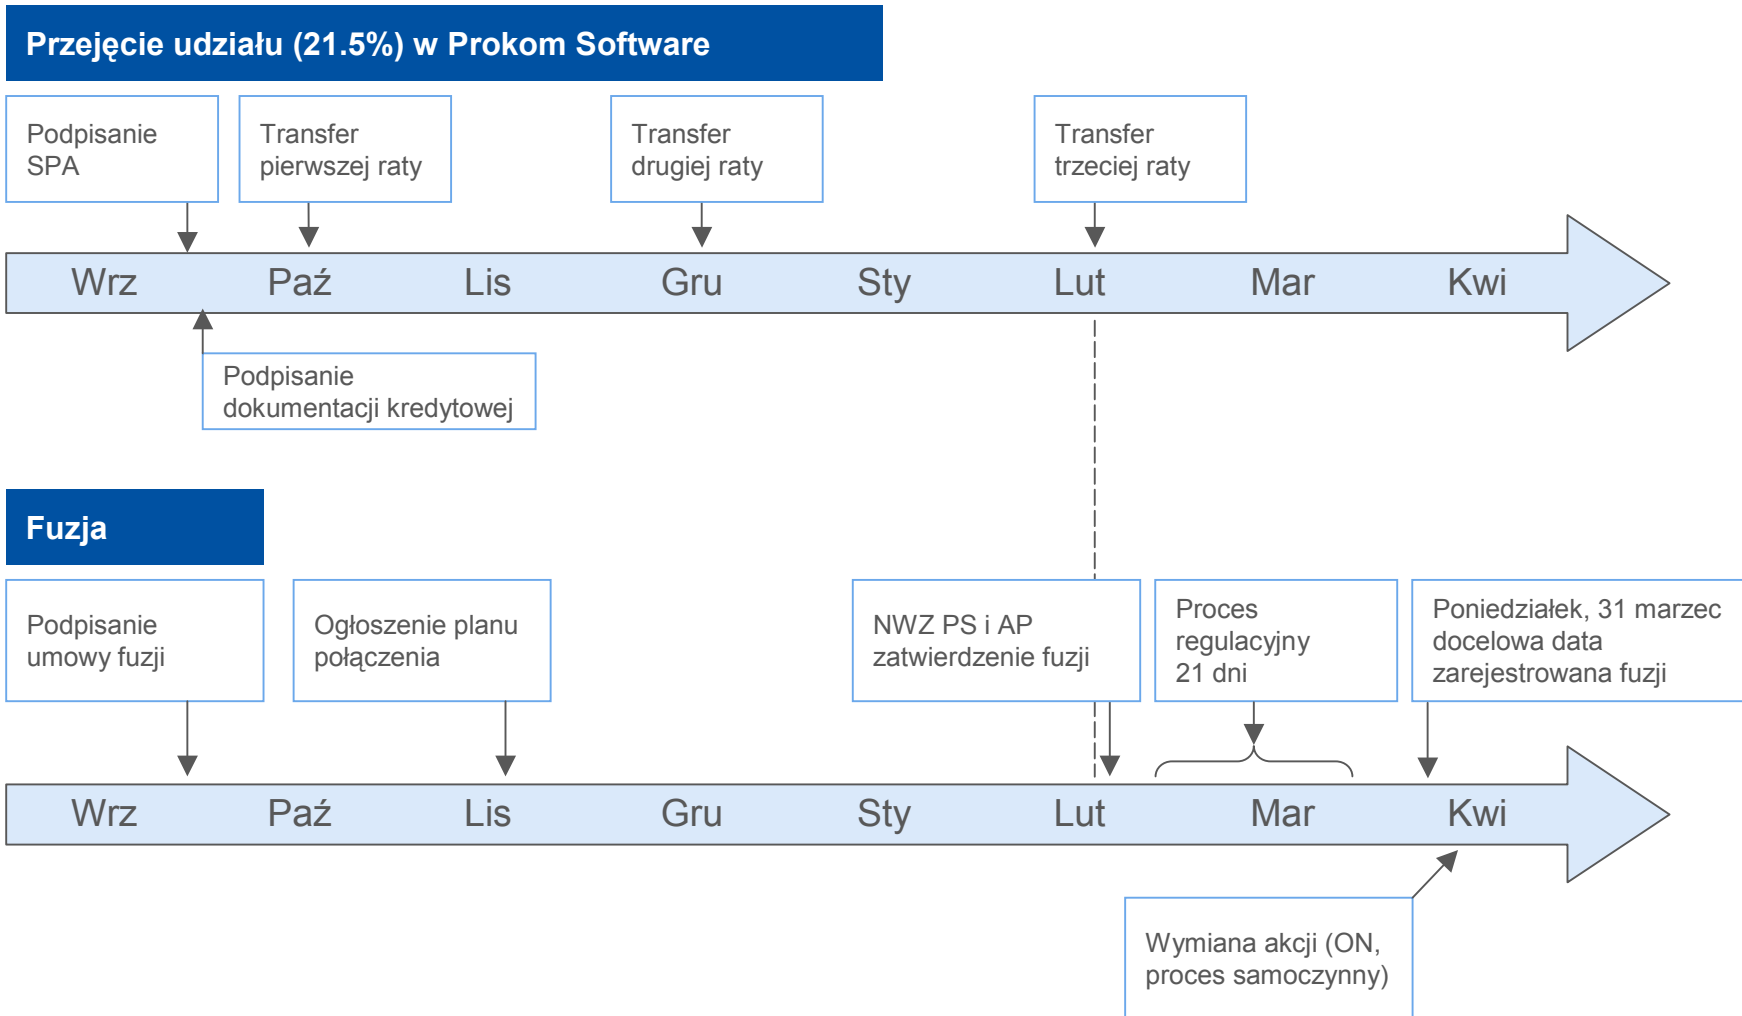 Przejęcie udziału (21.5%) w Prokom Software
Podpisanie
SPA
Transfer
pierwszej raty
Transfer
drugiej raty
Transfer
trzeciej raty
Wrz Paź Lis Gru Sty Lut Mar Kwi
Podpisanie
dokumentacji kredytowej
Fuzja
Podpisanie
umowy fuzji
Ogłoszenie planu
połączenia
NWZ PS i AP
zatwierdzenie fuzji
Proces
regulacyjny
21 dni
Poniedziałek, 31 marzec
docelowa data
zarejestrowana fuzji
Wrz Paź Lis Gru Sty Lut Mar Kwi
Wymiana akcji (ON,
proces samoczynny)